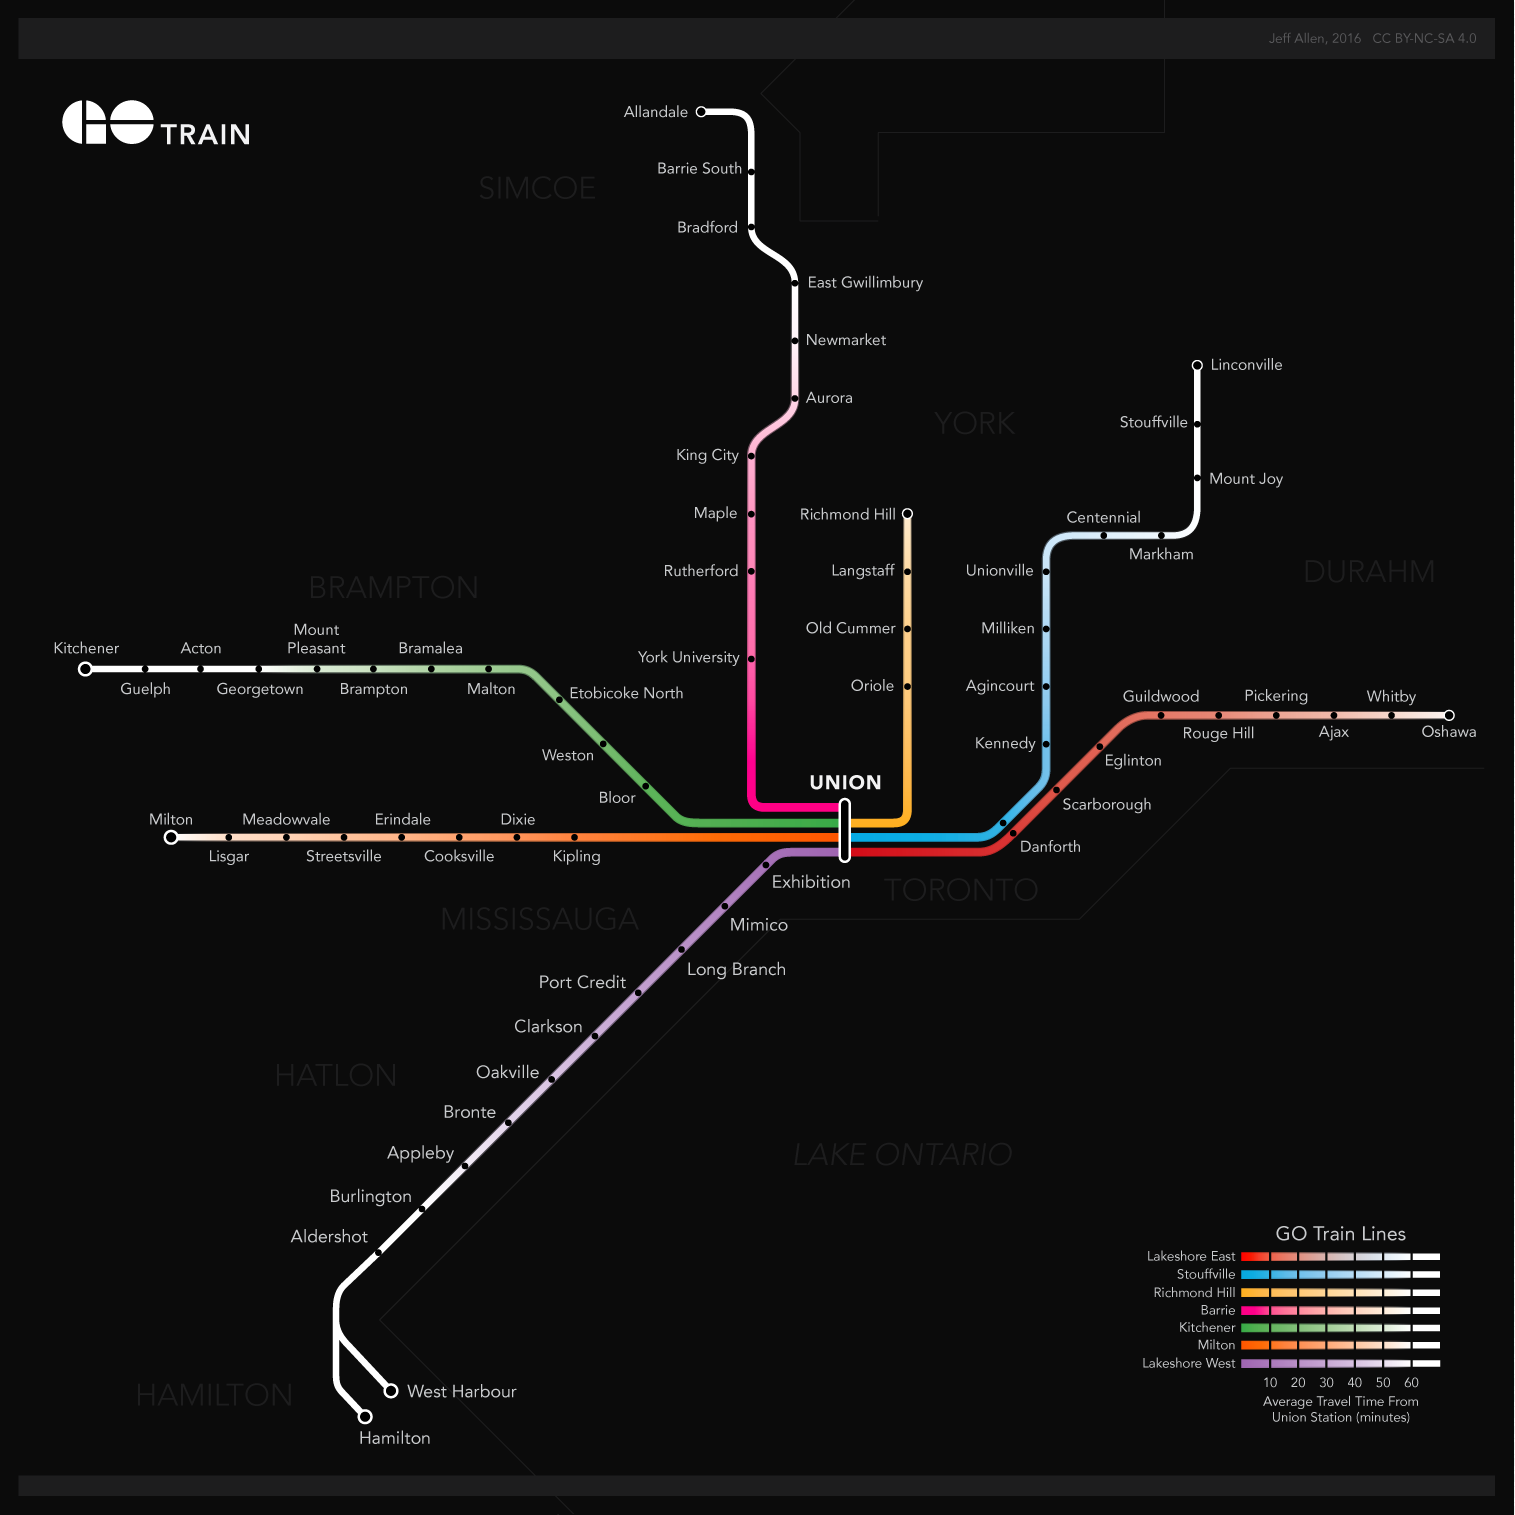 Jeff Allen, 2016 CC BY-NC-SA 4.0
GO TRAIN
Allandale
Barrie South
SIMCOE
Bradford
East Gwillimbury
Newmarket
Aurora
King City
Maple
Rutherford
York University
YORK
Richmond Hill
Langstaff
Old Cummer
Oriole
Linconville
Stouffville
Mount Joy
Centennial
Markham
Unionville
Milliken
Agincourt
Kennedy
DURAHM
BRAMPTON
Kitchener
Guelph
Acton
Georgetown
Mount
Pleasant
Brampton
Bramalea
Malton
Etobicoke North
Weston
Bloor
Guildwood
Rouge Hill
Pickering
Ajax
Whitby
Oshawa
Eglinton
Scarborough
Danforth
UNION
Milton
Lisgar
Meadowvale
Streetsville
Erindale
Cooksville
Dixie
Kipling
Exhibition
TORONTO
MISSISSAUGA
Mimico
Long Branch
Port Credit
Clarkson
Oakville
HATLON
Bronte
Appleby
LAKE ONTARIO
Burlington
Aldershot
HAMILTON
West Harbour
Hamilton
GO Train Lines
Lakeshore East
Stouffville
Richmond Hill
Barrie
Kitchener
Milton
Lakeshore West
10 20 30 40 50 60
Average Travel Time From
Union Station (minutes)